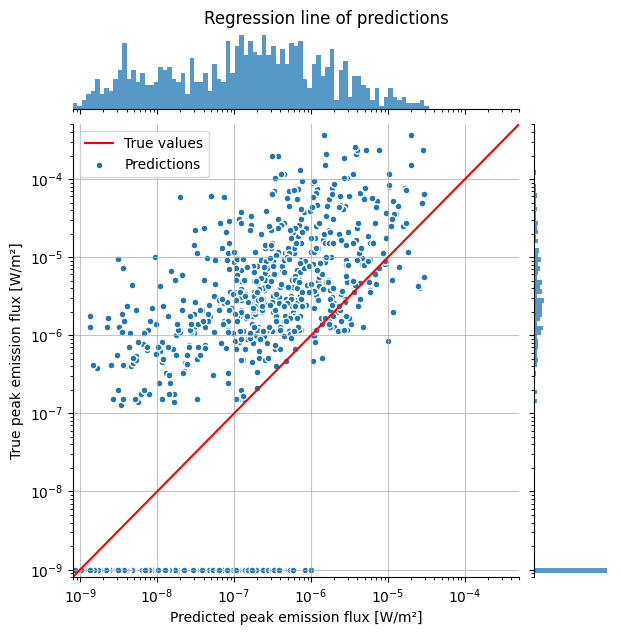 Regression line of predictions
True values
Predictions
True peak emission flux [W/m²]
10⁻⁴
10⁻⁵
10⁻⁶
10⁻⁷
10⁻⁸
10⁻⁹
10⁻⁹ 10⁻⁸ 10⁻⁷ 10⁻⁶ 10⁻⁵ 10⁻⁴
Predicted peak emission flux [W/m²]